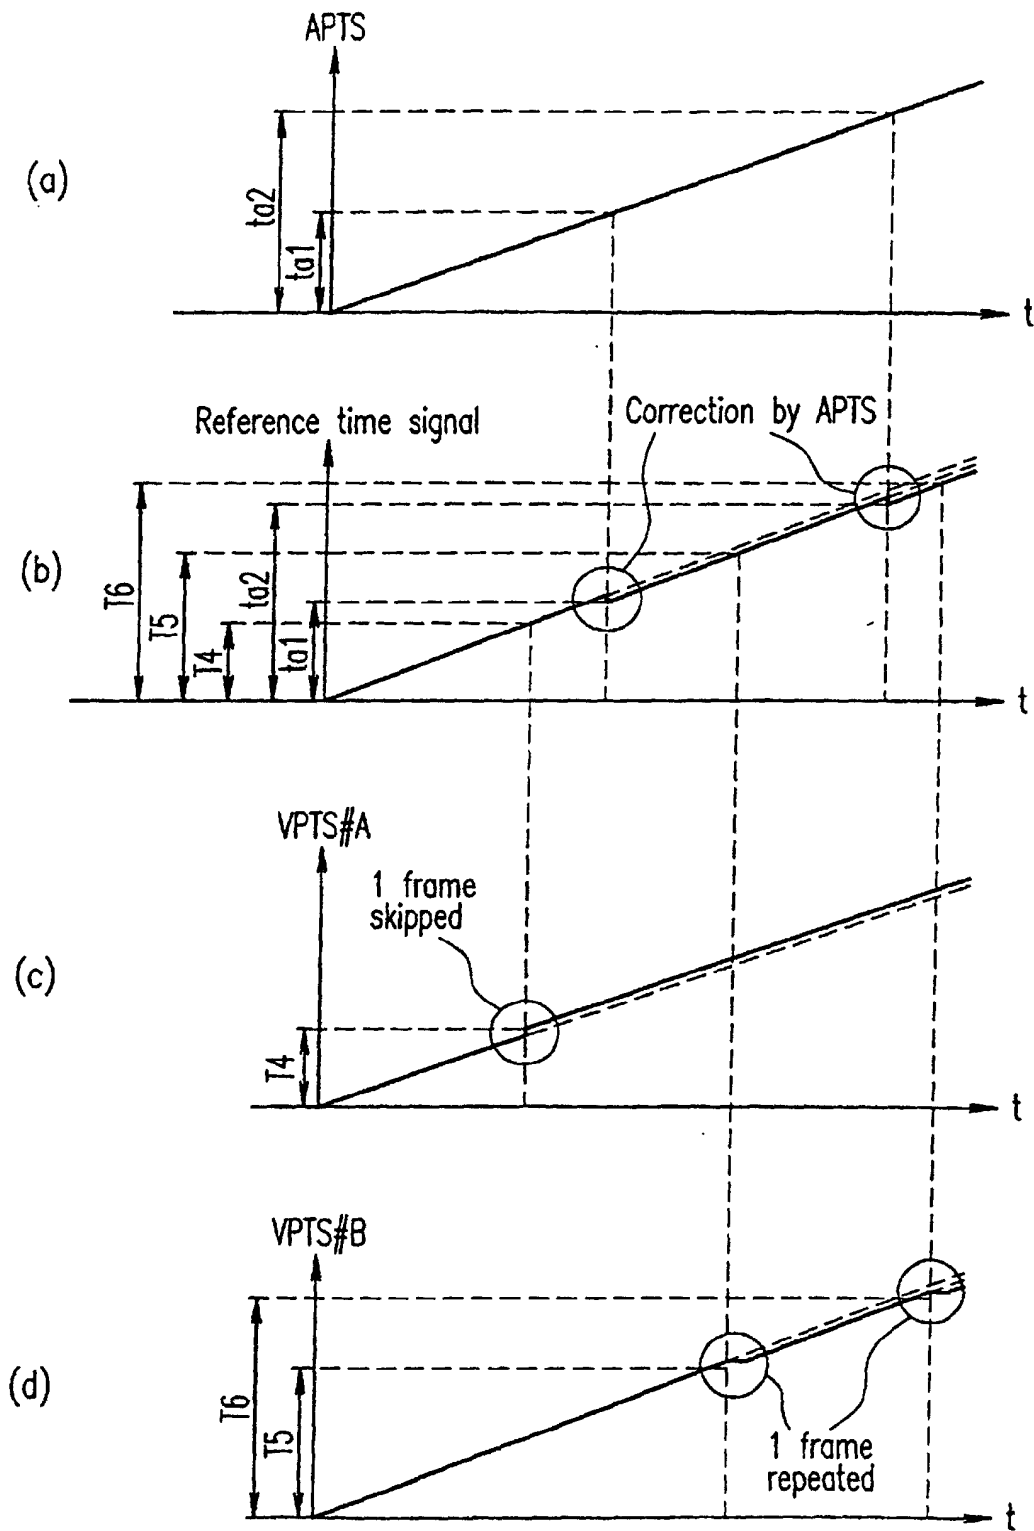 APTS
(a)
ta2
ta1
t
Reference time signal
Correction by APTS
(b)
T6
T5
T4
ta2
ta1
t
VPTS#A
1 frame
skipped
(c)
T4
t
VPTS#B
(d)
T6
T5
1 frame
repeated
t